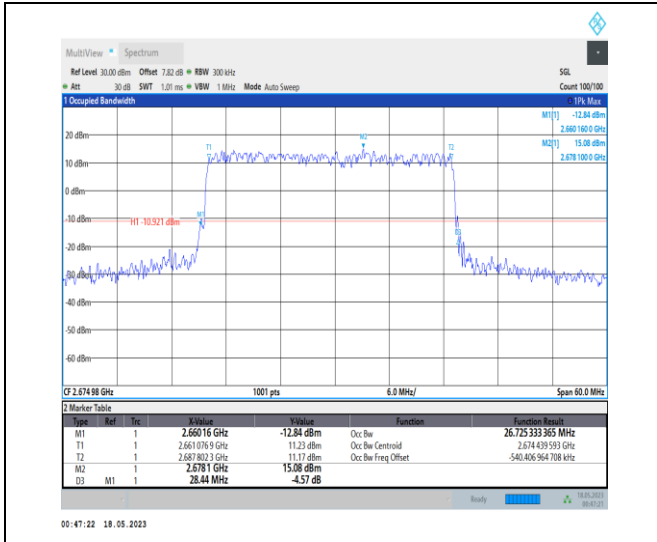 MultiView Spectrum
Ref Level 30.00 dBm Offset 7.82 dB RBW 300 kHz SGL
Att 30 dB SWT 1.01 ms VBW 1 MHz Mode Auto Sweep Count 100/100
1 Occupied Bandwidth 1Pk Max
M1[1] -12.84 dBm
2.660 160 0 GHz
M2[1] 15.08 dBm
2.678 100 0 GHz
20 dBm
M2
T1 T2
10 dBm
0 dBm
-10 dBm
M1
H1 -10.921 dBm
D3
-20 dBm
-30 dBm
-40 dBm
-50 dBm
-60 dBm
CF 2.674 98 GHz 1001 pts 6.0 MHz/ Span 60.0 MHz
2 Marker Table
Type Ref Trc X-Value Y-Value Function Function Result
M1 1 2.66016 GHz -12.84 dBm Occ Bw 26.725 333 365 MHz
T1 1 2.661 076 9 GHz 11.23 dBm Occ Bw Centroid 2.674 439 593 GHz
T2 1 2.687 802 3 GHz 11.17 dBm Occ Bw Freq Offset -540.406 964 708 kHz
M2 1 2.6781 GHz 15.08 dBm
D3 M1 1 28.44 MHz -4.57 dB
Ready 18.05.2023
00:47:21
00:47:22 18.05.2023